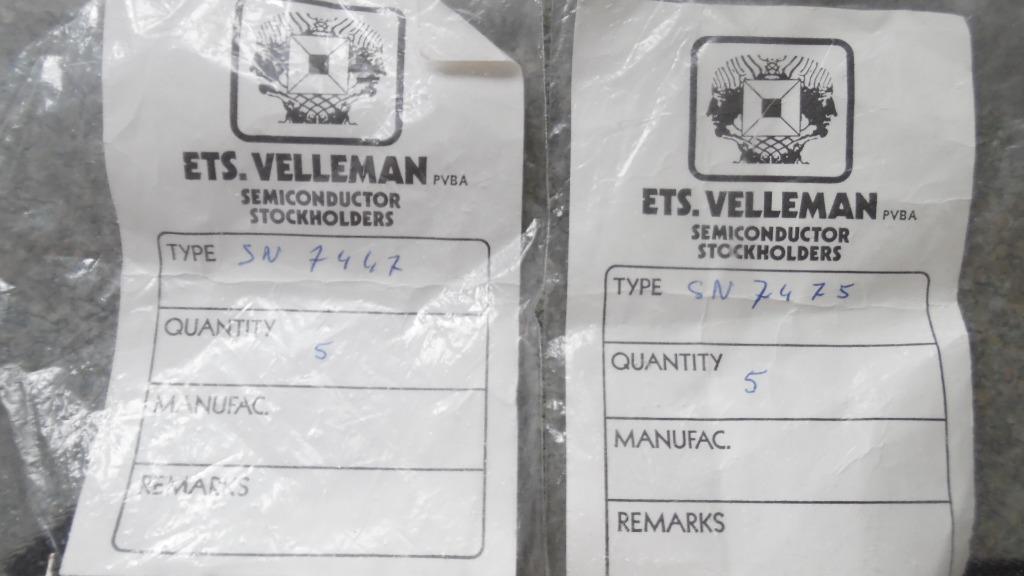 ETS. VELLEMAN PVBA
SEMICONDUCTOR
STOCKHOLDERS
TYPE SN 7447
QUANTITY
5
MANUFAC.
REMARKS
ETS. VELLEMAN PVBA
SEMICONDUCTOR
STOCKHOLDERS
TYPE SN 7475
QUANTITY
5
MANUFAC.
REMARKS